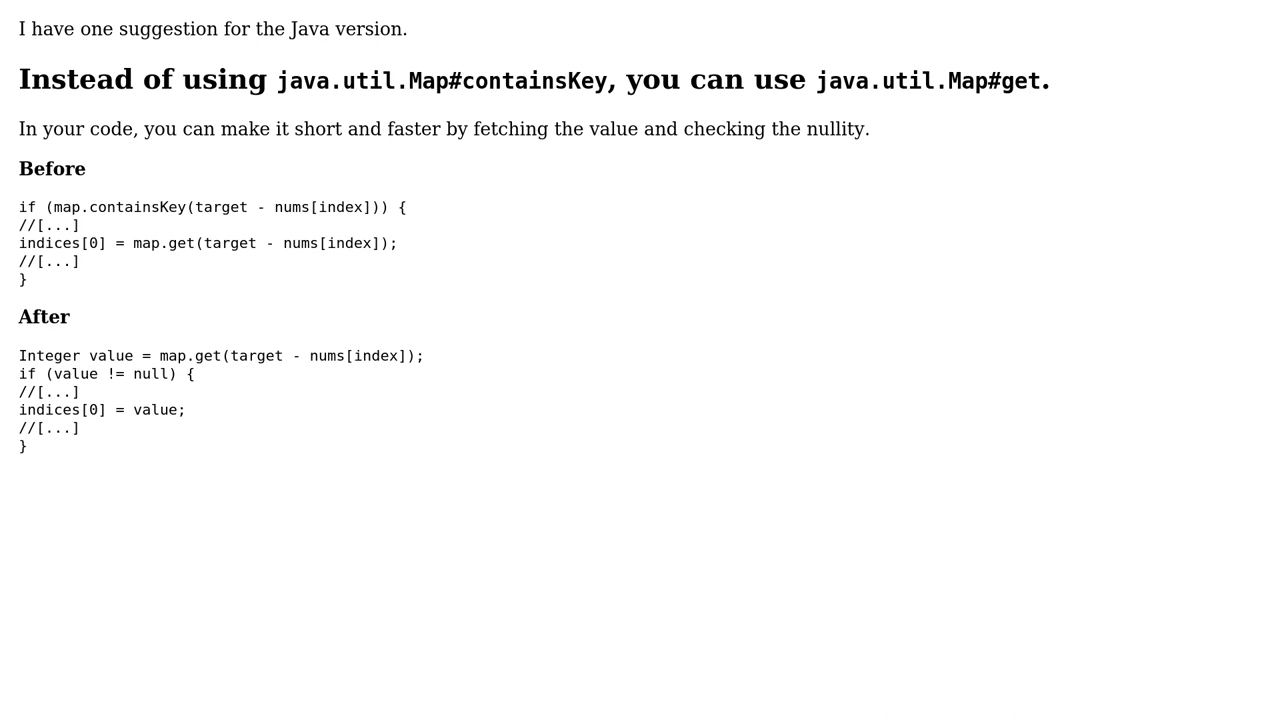 I have one suggestion for the Java version.
Instead of using java.util.Map#containsKey, you can use java.util.Map#get.
In your code, you can make it short and faster by fetching the value and checking the nullity.
Before
if (map.containsKey(target - nums[index])) {
//[...]
indices[0] = map.get(target - nums[index]);
//[...]
}
After
Integer value = map.get(target - nums[index]);
if (value != null) {
//[...]
indices[0] = value;
//[...]
}